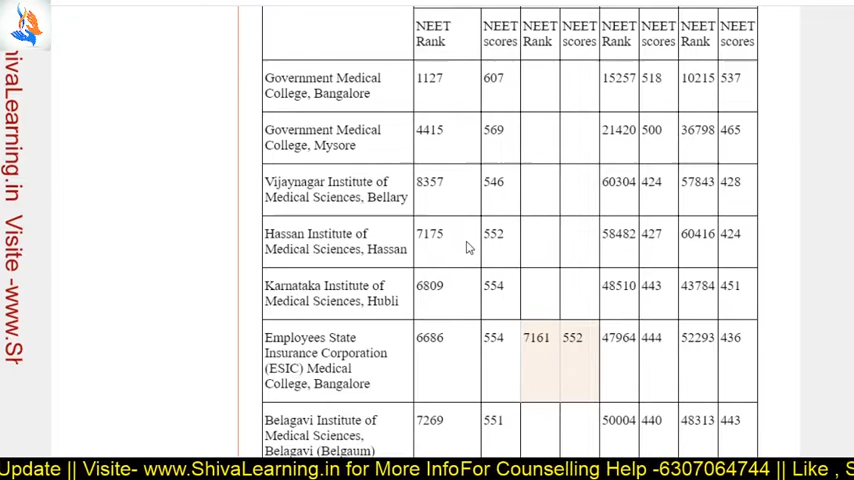 NEET NEET NEET NEET NEET NEET NEET NEET
Rank scores Rank scores Rank scores Rank scores
Government Medical 1127 607 15257 518 10215 537
College, Bangalore
Government Medical 4415 569 21420 500 36798 465
College, Mysore
Vijaynagar Institute of 8357 546 60304 424 57843 428
Medical Sciences, Bellary
Hassan Institute of 7175 552 58482 427 60416 424
Medical Sciences, Hassan
Karnataka Institute of 6809 554 48510 443 43784 451
Medical Sciences, Hubli
Employees State 6686 554 7161 552 47964 444 52293 436
Insurance Corporation
(ESIC) Medical
College, Bangalore
Belagavi Institute of 7269 551 50004 440 48313 443
Medical Sciences,
Belagavi (Belgaum)
hivaLearning.in Visite -www.Sh
Update || Visite- www.ShivaLearning.in for More InfoFor Counselling Help -6307064744 || Like , S